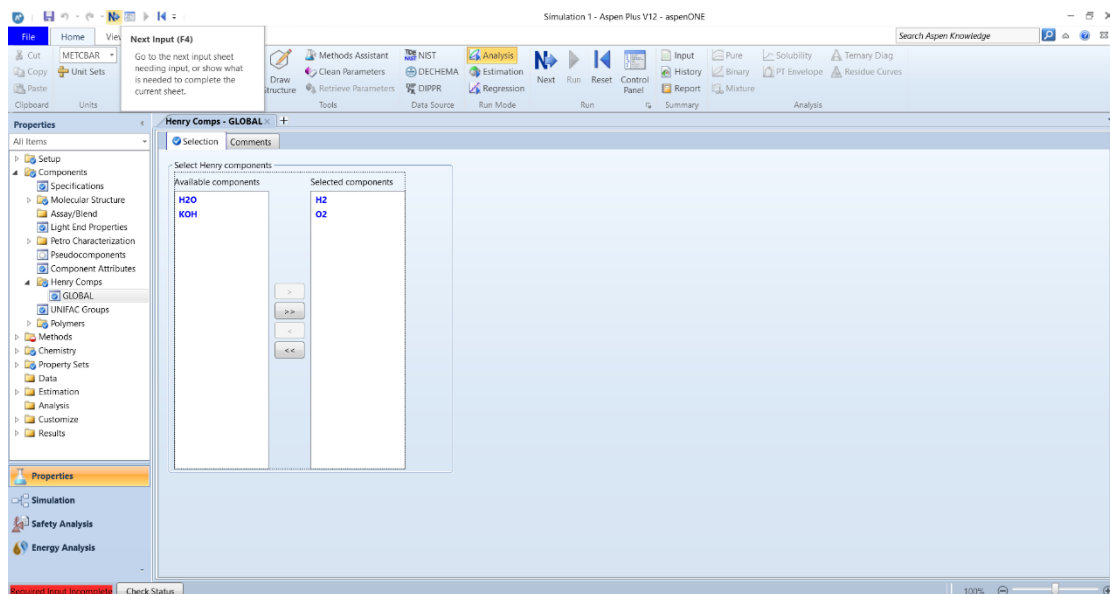 Simulation 1 - Aspen Plus V12 - aspenONE
File Home Search Aspen Knowledge
Next Input (F4)
Go to the next input sheet
needing input, or show what
is needed to complete the
current sheet.
Cut METCBAR Methods Assistant NIST Analysis Input Pure Solubility Ternary Diag
Copy Unit Sets Clean Parameters DECHEMA Estimation History Binary PT Envelope Residue Curves
Paste Draw Retrieve Parameters DIPPR Regression Next Run Reset Control Panel Report Mixture
Clipboard Units Tools Data Source Run Mode Run Summary Analysis
Properties
All Items
Setup
Components
Specifications
Molecular Structure
Assay/Blend
Light End Properties
Petro Characterization
Pseudocomponents
Component Attributes
Henry Comps
GLOBAL
UNIFAC Groups
Polymers
Methods
Chemistry
Property Sets
Data
Estimation
Analysis
Customize
Results
Properties
Simulation
Safety Analysis
Energy Analysis
Henry Comps - GLOBAL
Selection Comments
Select Henry components
Available components Selected components
H2O H2
KOH O2
>
>>
<
<<
Required Input Incomplete Check Status 100%